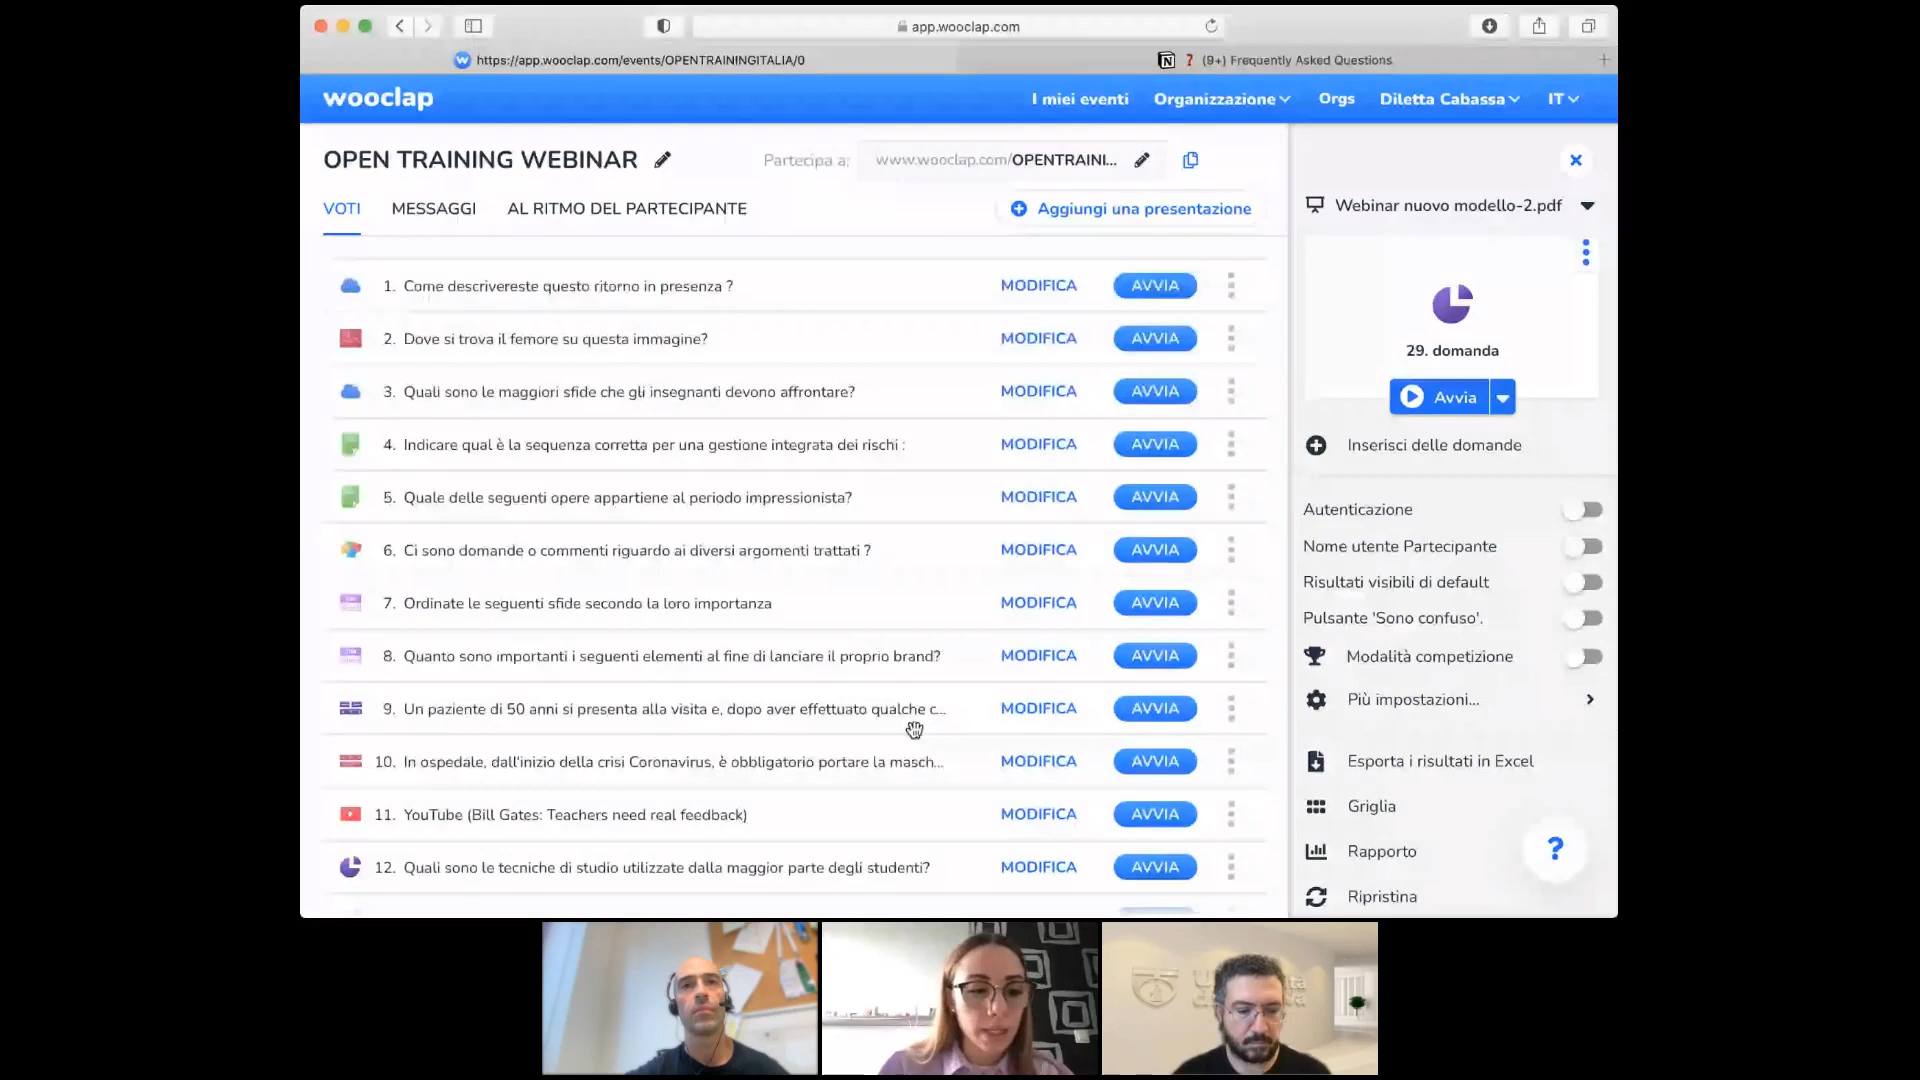 app.wooclap.com
https://app.wooclap.com/events/OPENTRAININGITALIA/0
(9+) Frequently Asked Questions
wooclap
I miei eventi
Organizzazione
Orgs
Diletta Cabassa
IT
OPEN TRAINING WEBINAR
Partecipa a:
www.wooclap.com/OPENTRAINI...
VOTI
MESSAGGI
AL RITMO DEL PARTECIPANTE
Aggiungi una presentazione
1. Come descrivereste questo ritorno in presenza ? MODIFICA AVVIA
2. Dove si trova il femore su questa immagine? MODIFICA AVVIA
3. Quali sono le maggiori sfide che gli insegnanti devono affrontare? MODIFICA AVVIA
4. Indicare qual è la sequenza corretta per una gestione integrata dei rischi : MODIFICA AVVIA
5. Quale delle seguenti opere appartiene al periodo impressionista? MODIFICA AVVIA
6. Ci sono domande o commenti riguardo ai diversi argomenti trattati ? MODIFICA AVVIA
7. Ordinate le seguenti sfide secondo la loro importanza MODIFICA AVVIA
8. Quanto sono importanti i seguenti elementi al fine di lanciare il proprio brand? MODIFICA AVVIA
9. Un paziente di 50 anni si presenta alla visita e, dopo aver effettuato qualche c... MODIFICA AVVIA
10. In ospedale, dall'inizio della crisi Coronavirus, è obbligatorio portare la masch... MODIFICA AVVIA
11. YouTube (Bill Gates: Teachers need real feedback) MODIFICA AVVIA
12. Quali sono le tecniche di studio utilizzate dalla maggior parte degli studenti? MODIFICA AVVIA
Webinar nuovo modello-2.pdf
29. domanda
Avvia
Inserisci delle domande
Autenticazione
Nome utente Partecipante
Risultati visibili di default
Pulsante 'Sono confuso'.
Modalità competizione
Più impostazioni...
Esporta i risultati in Excel
Griglia
Rapporto
Ripristina
?